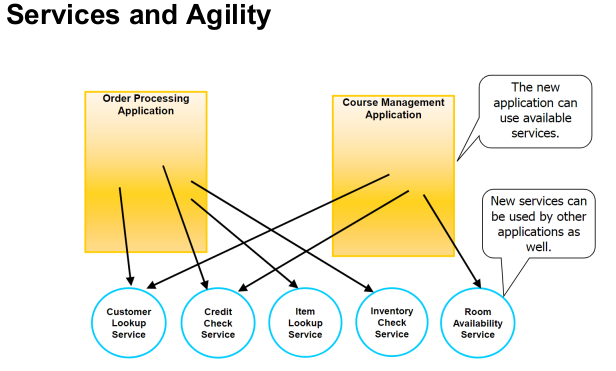 Services and Agility
Order Processing
Application
Course Management
Application
The new
application can
use available
services.
New services can
be used by other
applications as
well.
Customer
Lookup
Service
Credit
Check
Service
Item
Lookup
Service
Inventory
Check
Service
Room
Availability
Service